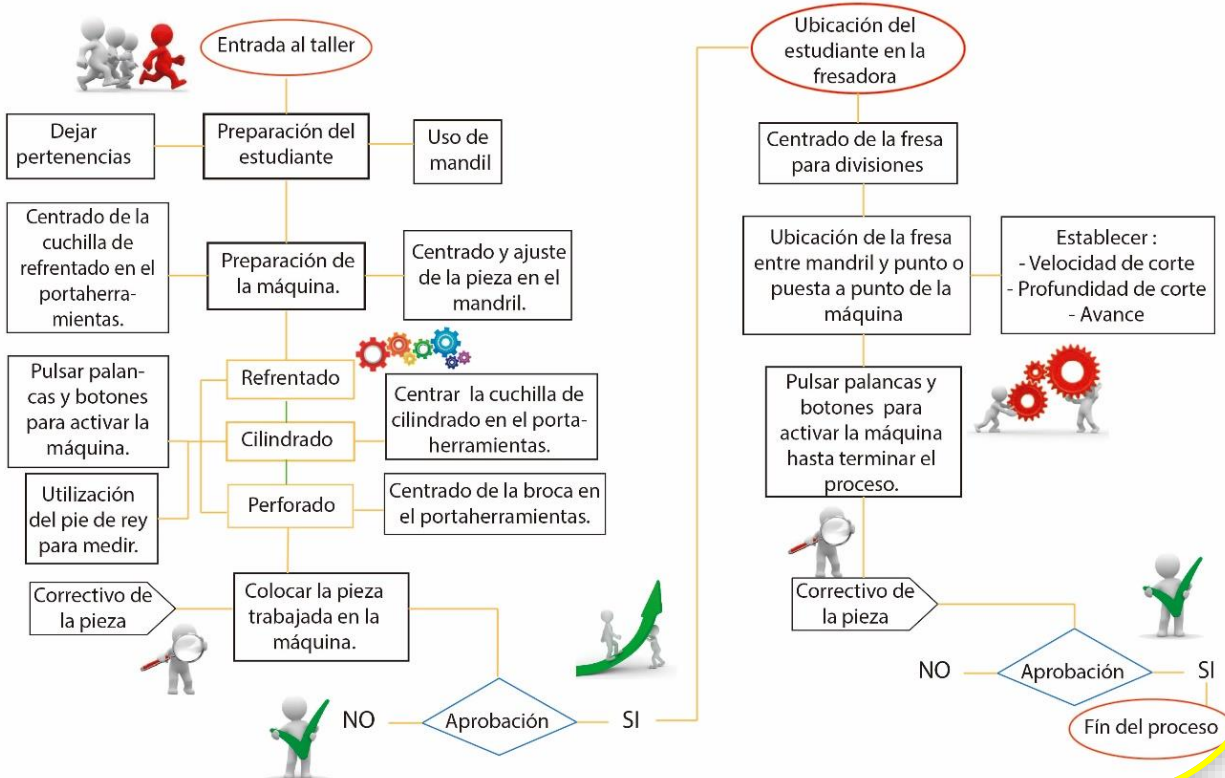 Entrada al taller
Dejar
pertenencias
Preparación del
estudiante
Uso de
mandil
Centrado de la
cuchilla de
refrentado en el
portaherra-
mientas.
Preparación de
la máquina.
Centrado y ajuste
de la pieza en el
mandril.
Pulsar palan-
cas y botones
para activar la
máquina.
Refrentado
Cilindrado
Perforado
Centrar la cuchilla de
cilindrado en el porta-
herramientas.
Utilización
del pie de rey
para medir.
Centrado de la broca en
el portaherramientas.
Correctivo de
la pieza
Colocar la pieza
trabajada en la
máquina.
NO
Aprobación
SI
Ubicación del
estudiante en la
fresadora
Centrado de la fresa
para divisiones
Ubicación de la fresa
entre mandril y punto o
puesta a punto de la
máquina
Establecer :
- Velocidad de corte
- Profundidad de corte
- Avance
Pulsar palancas y
botones para
activar la máquina
hasta terminar el
proceso.
Correctivo de
la pieza
NO
Aprobación
SI
Fín del proceso